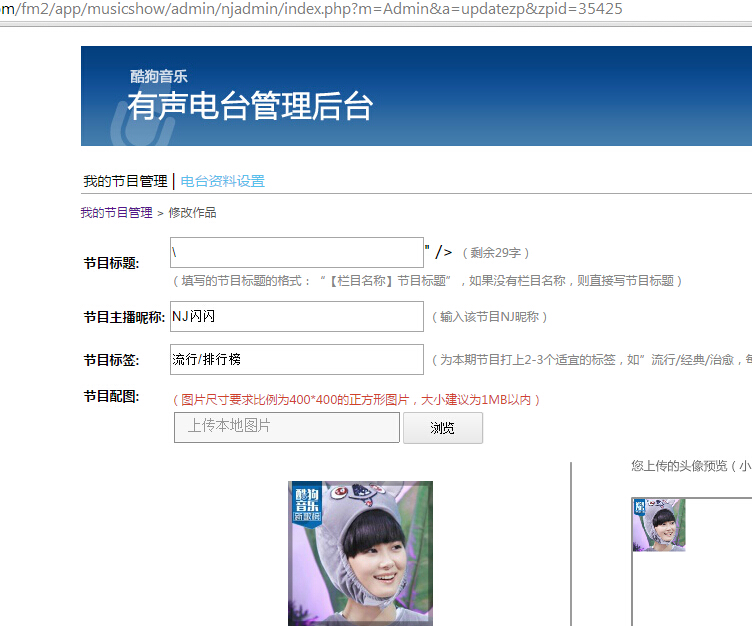 om/fm2/app/musicshow/admin/njadmin/index.php?m=Admin&a=updatezp&zpid=35425
酷狗音乐
有声电台管理后台
我的节目管理 | 电台资料设置
我的节目管理 > 修改作品
节目标题: \ " /> （剩余29字）
（填写的节目标题的格式：“【栏目名称】节目标题”，如果没有栏目名称，则直接写节目标题）
节目主播昵称: NJ闪闪 （输入该节目NJ昵称）
节目标签: 流行/排行榜 （为本期节目打上2-3个适宜的标签，如”流行/经典/治愈，每
节目配图: （图片尺寸要求比例为400*400的正方形图片，大小建议为1MB以内）
上传本地图片 浏览
您上传的头像预览（小
酷狗
音乐
新歌榜